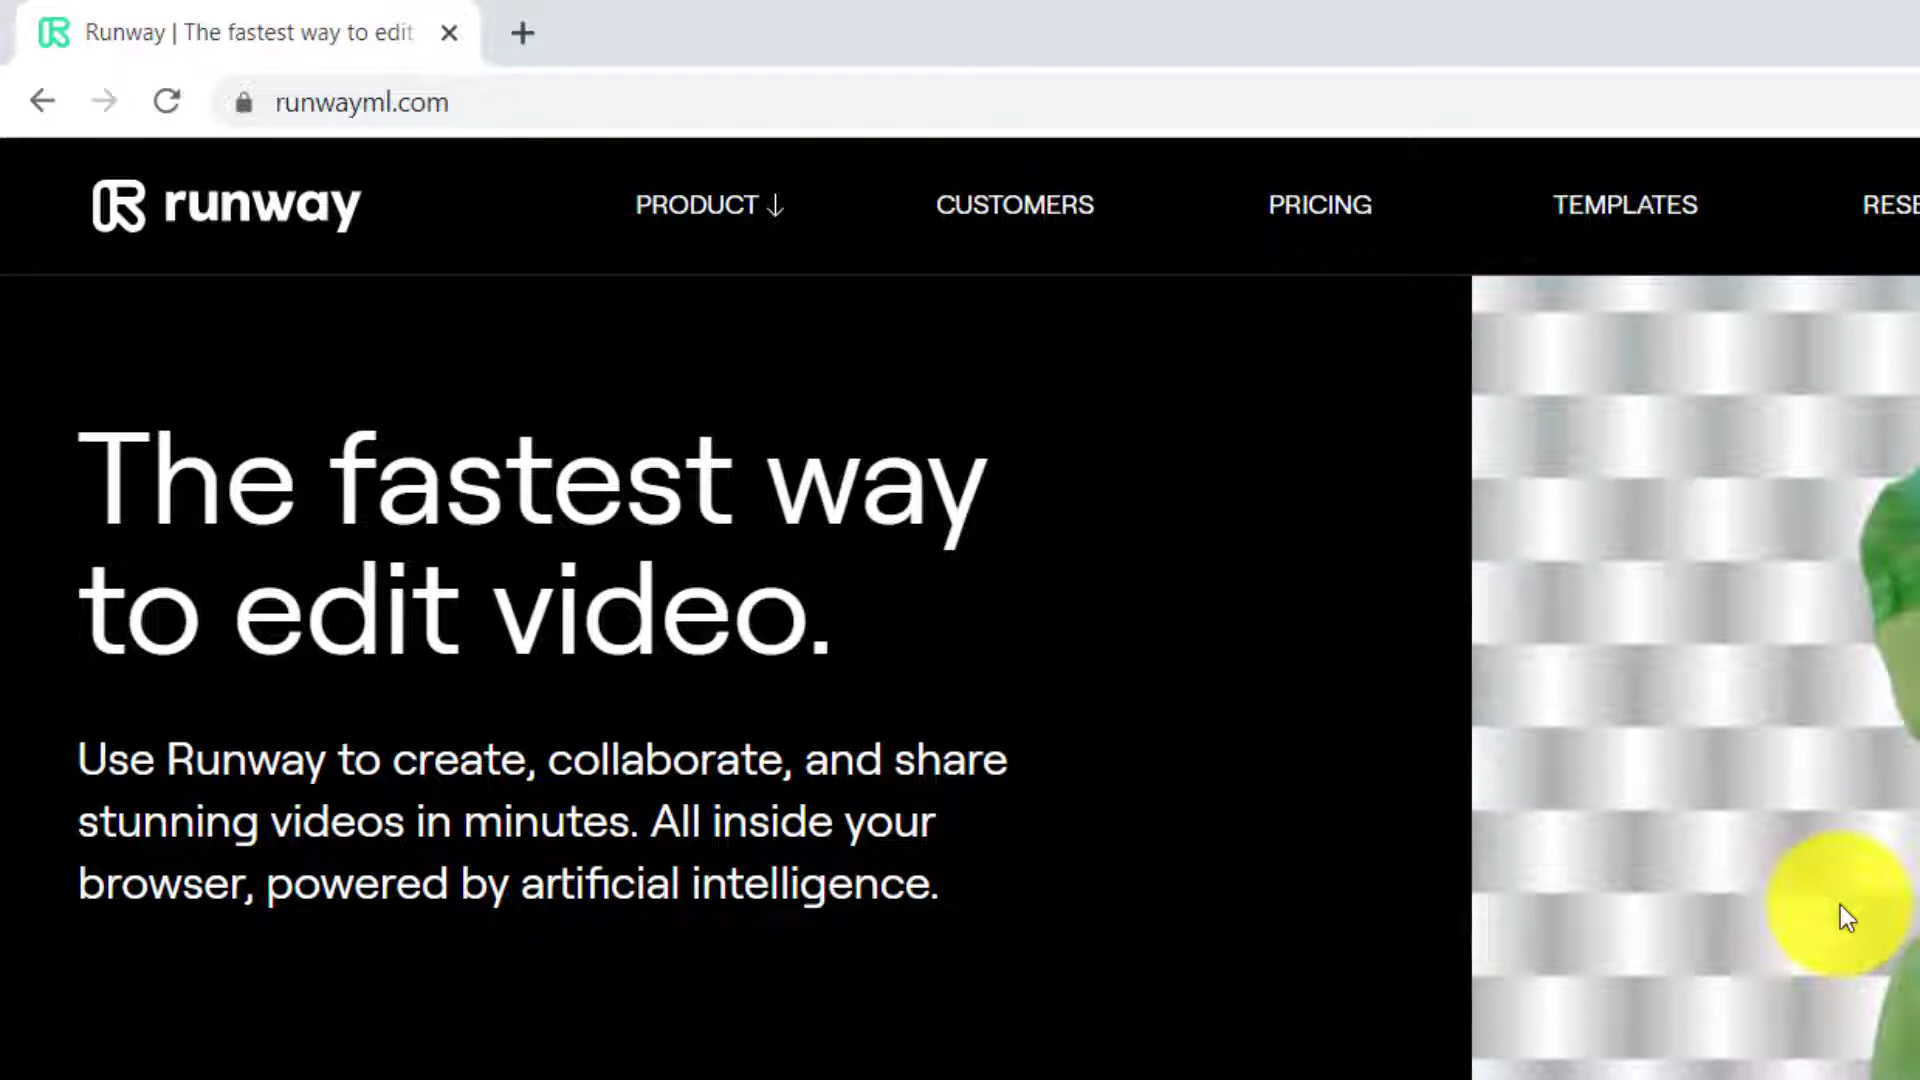 Runway | The fastest way to edit
runwayml.com
runway
PRODUCT ↓
CUSTOMERS
PRICING
TEMPLATES
The fastest way
to edit video.
Use Runway to create, collaborate, and share
stunning videos in minutes. All inside your
browser, powered by artificial intelligence.